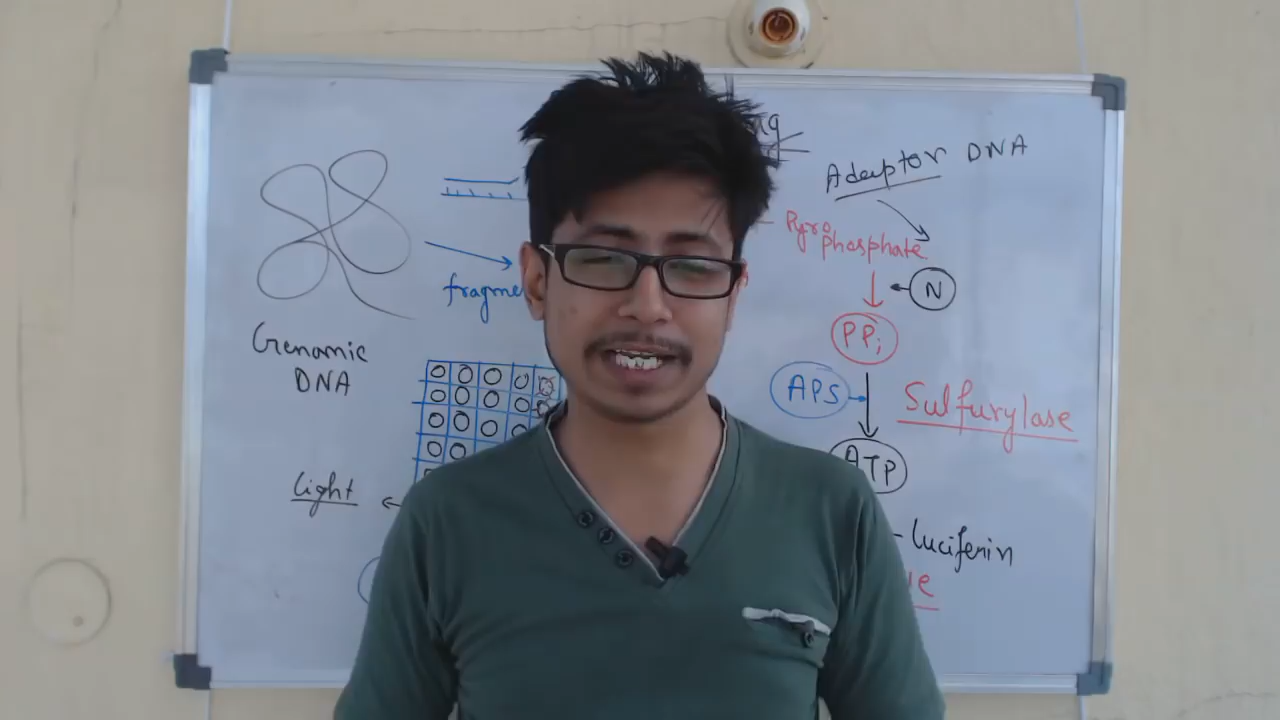 Adaptor DNA
Pyro
phosphate
N
PPi
APS
Sulfurylase
ATP
Luciferin
Genomic
DNA
Light